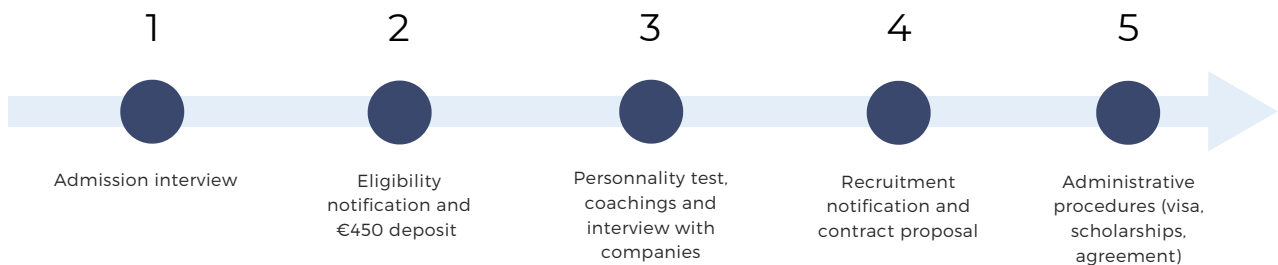 1
2
3
4
5
Admission interview
Eligibility
notification and
€450 deposit
Personnality test,
coachings and
interview with
companies
Recruitment
notification and
contract proposal
Administrative
procedures (visa,
scholarships,
agreement)